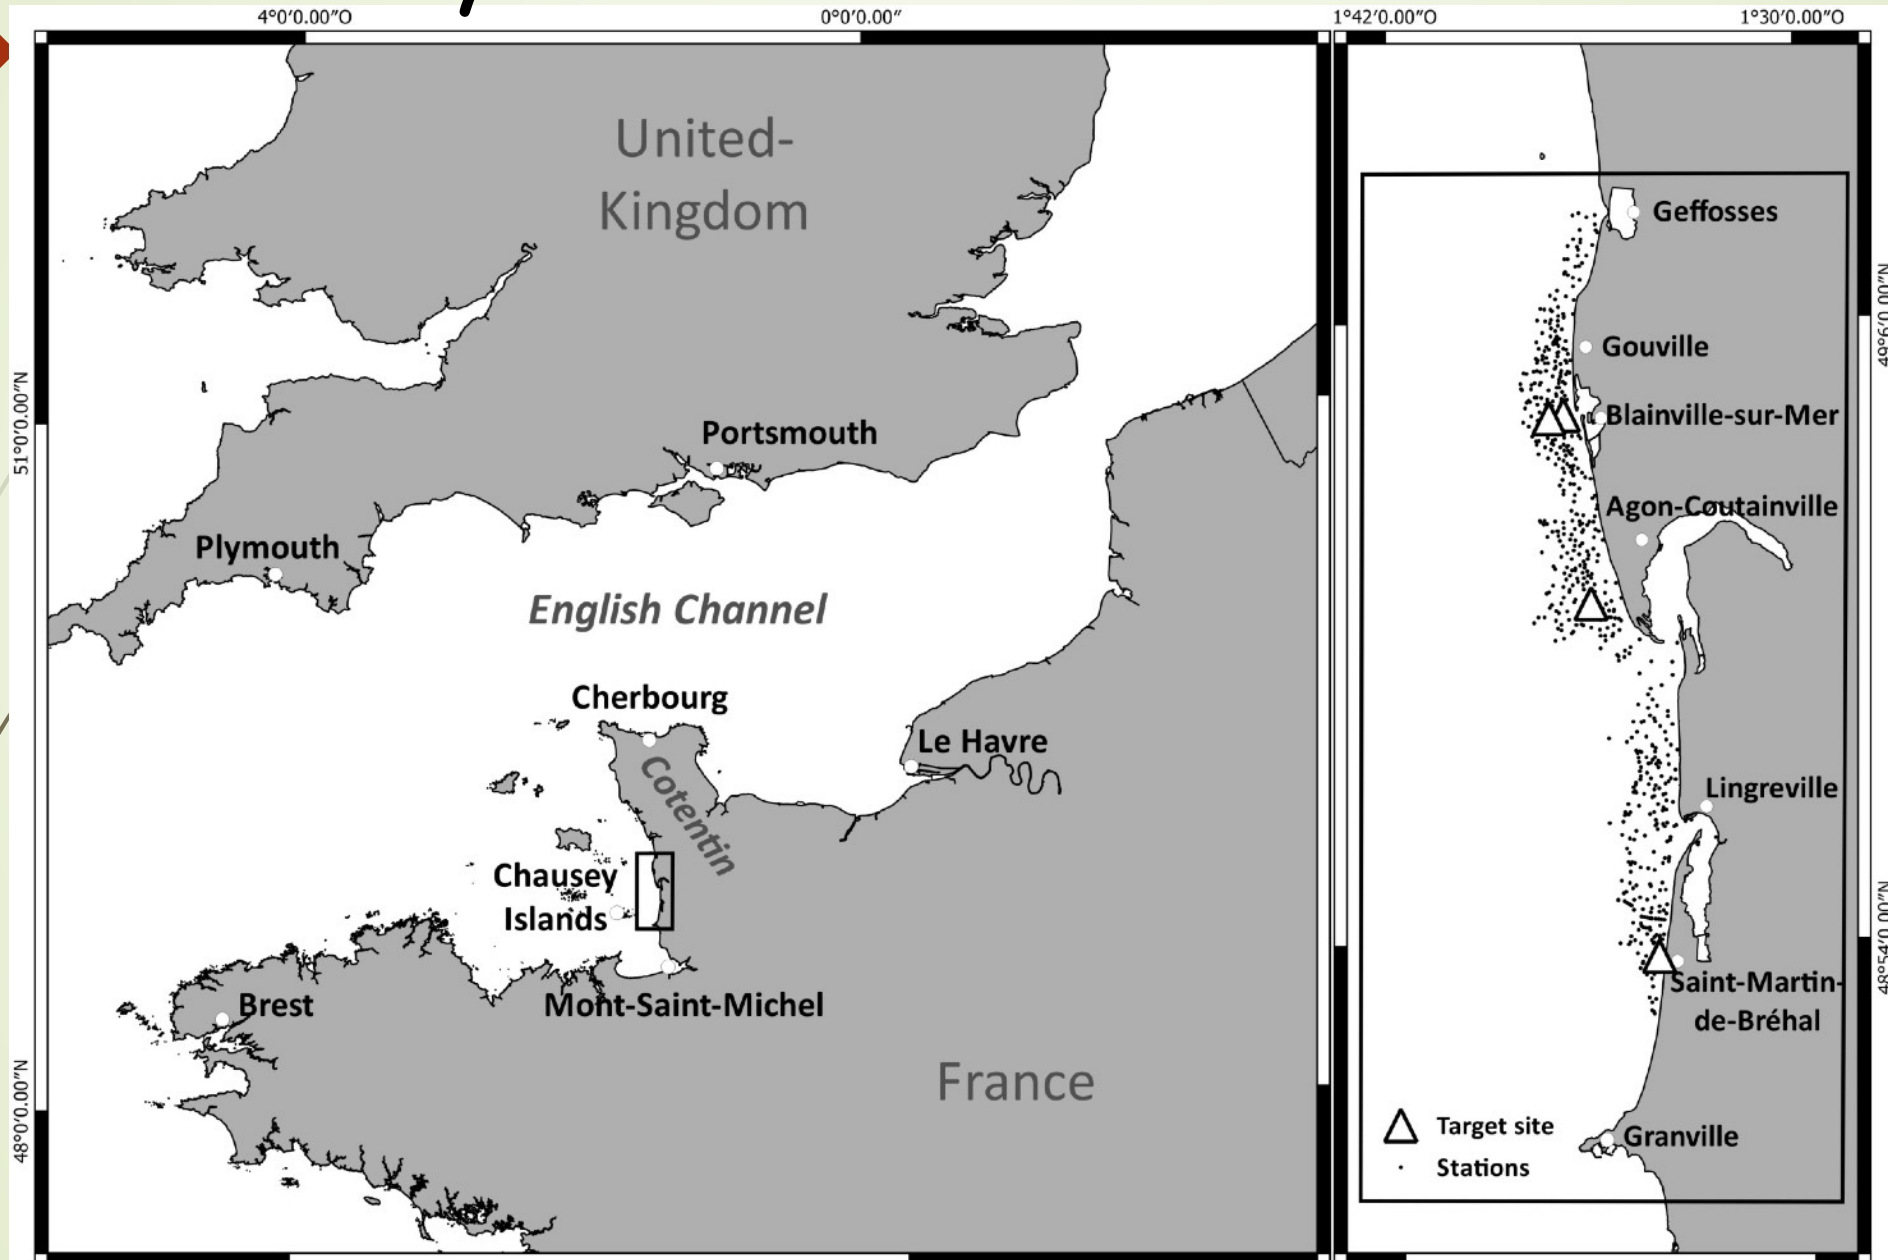 4°0′0.00″O
0°0′0.00″
1°42′0.00″O
1°30′0.00″O
United-
Kingdom
Geffosses
49°6′0.00″N
Gouville
51°0′0.00″N
Blainville-sur-Mer
Portsmouth
Agon-Coutainville
Plymouth
English Channel
Cherbourg
Le Havre
Cotentin
Lingreville
Chausey
Islands
48°54′0.00″N
Saint-Martin-
de-Bréhal
Brest
Mont-Saint-Michel
France
48°0′0.00″N
Target site
Granville
Stations